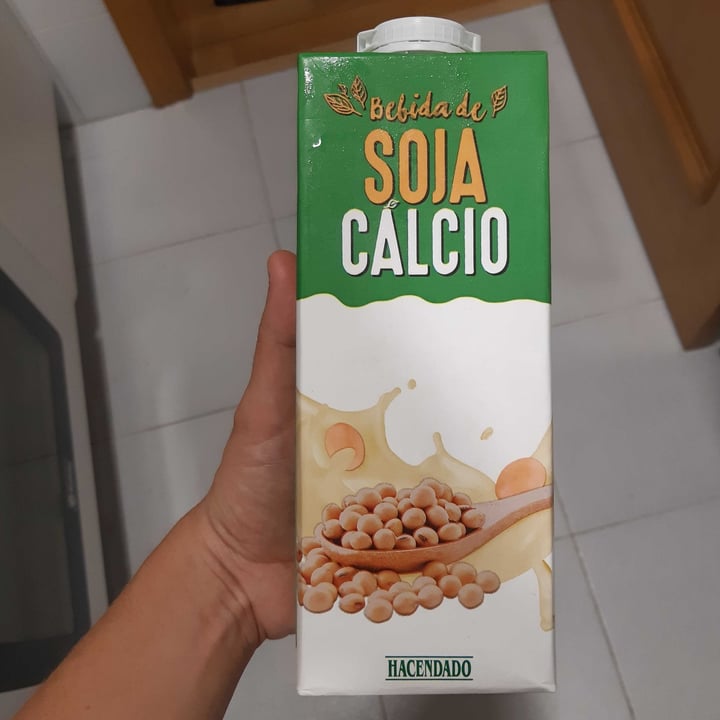 Bebida de
SOJA
CALCIO
HACENDADO